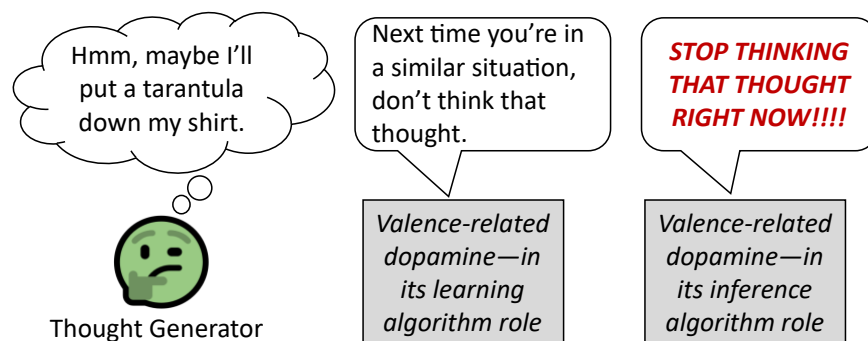 Hmm, maybe I’ll
put a tarantula
down my shirt.
Thought Generator
Next time you’re in
a similar situation,
don’t think that
thought.
Valence-related
dopamine—in
its learning
algorithm role
STOP THINKING
THAT THOUGHT
RIGHT NOW!!!!
Valence-related
dopamine—in
its inference
algorithm role